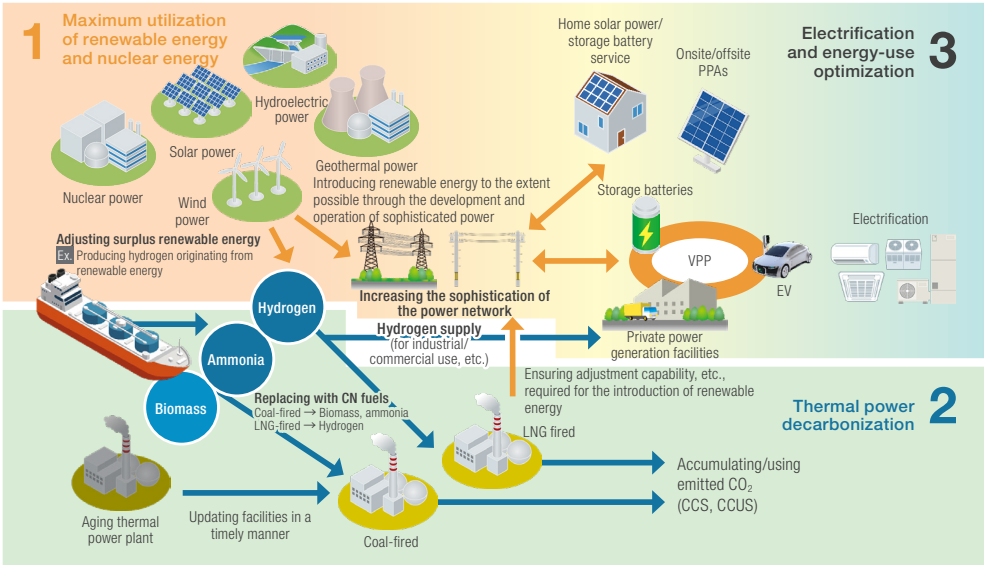 1
Maximum utilization
of renewable energy
and nuclear energy
Hydroelectric
power
Solar power
Nuclear power
Wind
power
Geothermal power
Introducing renewable energy to the extent
possible through the development and
operation of sophisticated power
Adjusting surplus renewable energy
Ex. Producing hydrogen originating from
renewable energy
Increasing the sophistication of
the power network
Home solar power/
storage battery
service
Onsite/offsite
PPAs
Electrification
and energy-use
optimization
3
Storage batteries
VPP
EV
Electrification
Private power
generation facilities
Hydrogen
Ammonia
Biomass
Hydrogen supply
(for industrial/
commercial use, etc.)
Replacing with CN fuels
Coal-fired → Biomass, ammonia
LNG-fired → Hydrogen
Ensuring adjustment capability, etc.,
required for the introduction of renewable
energy
Thermal power
decarbonization
2
LNG fired
Aging thermal
power plant
Updating facilities in a
timely manner
Coal-fired
Accumulating/using
emitted CO₂
(CCS, CCUS)